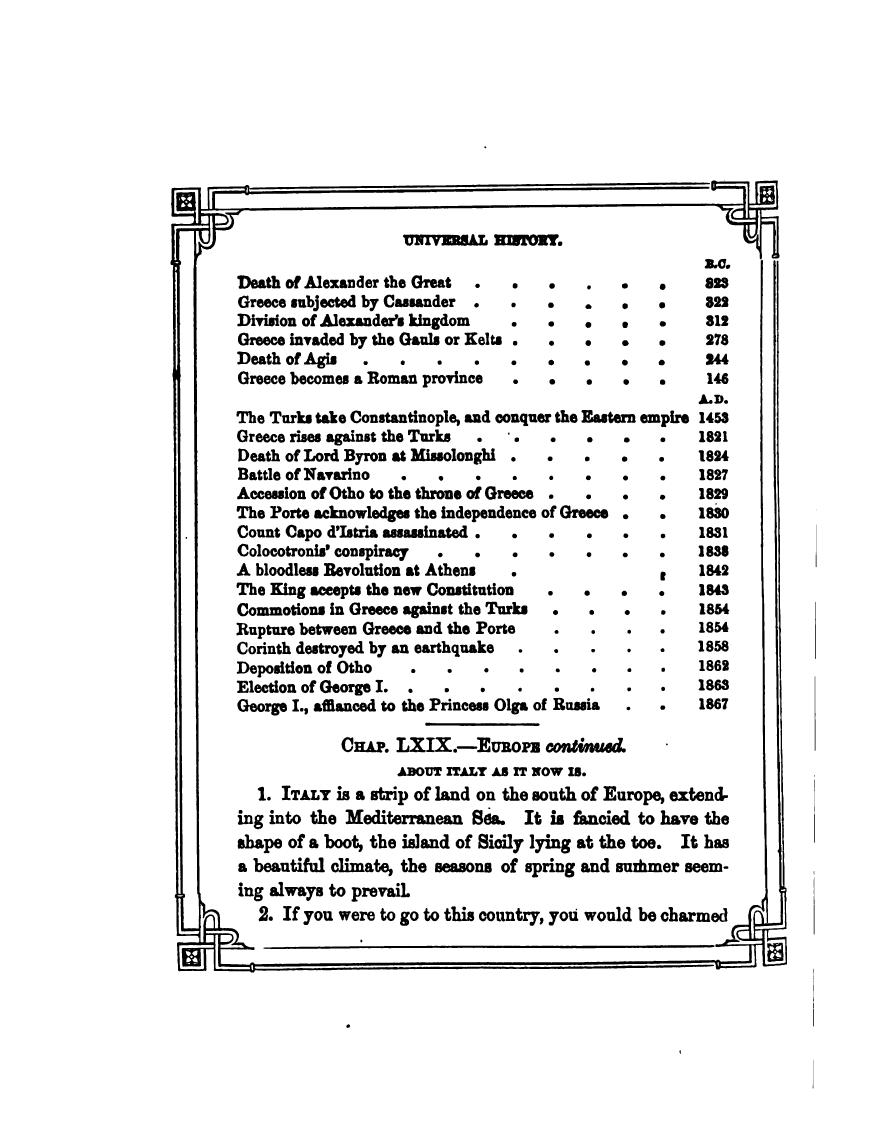 UNIVERSAL HISTORY.
B.C.
Death of Alexander the Great . . . . . . 323
Greece subjected by Cassander . . . . . . 322
Division of Alexander's kingdom . . . . . 312
Greece invaded by the Gauls or Kelts . . . . . 278
Death of Agis . . . . . . . . . 244
Greece becomes a Roman province . . . . . 146
A.D.
The Turks take Constantinople, and conquer the Eastern empire 1453
Greece rises against the Turks . . . . . . 1821
Death of Lord Byron at Missolonghi . . . . . 1824
Battle of Navarino . . . . . . . . 1827
Accession of Otho to the throne of Greece . . . . 1829
The Porte acknowledges the independence of Greece . . 1830
Count Capo d'Istria assassinated . . . . . . 1831
Colocotronis' conspiracy . . . . . . . 1838
A bloodless Revolution at Athens . . 1842
The King accepts the new Constitution . . . . 1843
Commotions in Greece against the Turks . . . . 1854
Rupture between Greece and the Porte . . . . 1854
Corinth destroyed by an earthquake . . . . . 1858
Deposition of Otho . . . . . . . . 1862
Election of George I. . . . . . . . . 1863
George I., affianced to the Princess Olga of Russia . . 1867
CHAP. LXIX.—EUROPE continued.
ABOUT ITALY AS IT NOW IS.
1. ITALY is a strip of land on the south of Europe, extend-
ing into the Mediterranean Sea. It is fancied to have the
shape of a boot, the island of Sicily lying at the toe. It has
a beautiful climate, the seasons of spring and summer seem-
ing always to prevail.
2. If you were to go to this country, you would be charmed